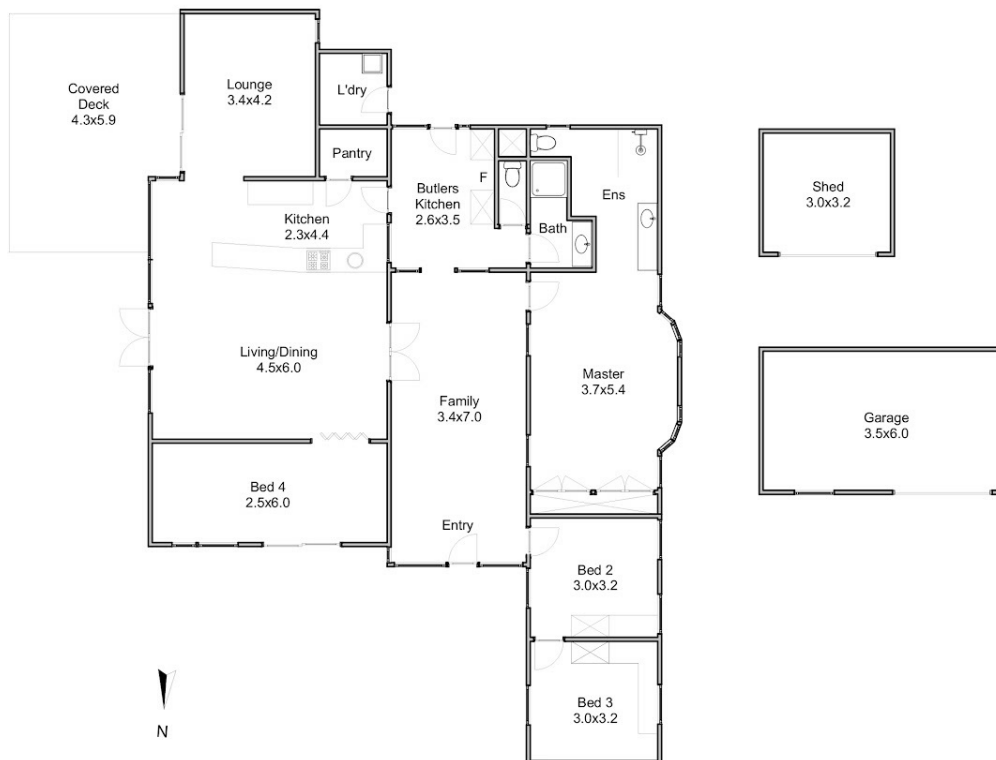 Covered
Deck
4.3x5.9
Lounge
3.4x4.2
L'dry
Pantry
Kitchen
2.3x4.4
Butlers
Kitchen
2.6x3.5
F
Bath
Ens
Living/Dining
4.5x6.0
Family
3.4x7.0
Master
3.7x5.4
Bed 4
2.5x6.0
Entry
Bed 2
3.0x3.2
Bed 3
3.0x3.2
Shed
3.0x3.2
Garage
3.5x6.0
N